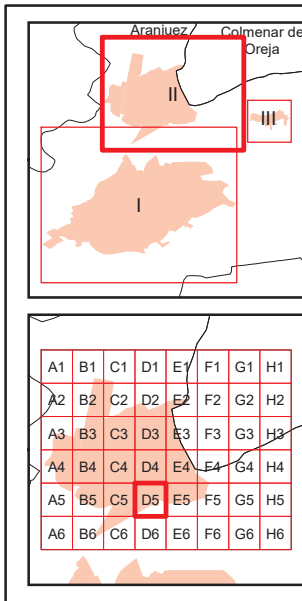 Aranjuez
Colmenar de
Oreja
II
III
I
A1 B1 C1 D1 E1 F1 G1 H1
A2 B2 C2 D2 E2 F2 G2 H2
A3 B3 C3 D3 E3 F3 G3 H3
A4 B4 C4 D4 E4 F4 G4 H4
A5 B5 C5 D5 E5 F5 G5 H5
A6 B6 C6 D6 E6 F6 G6 H6